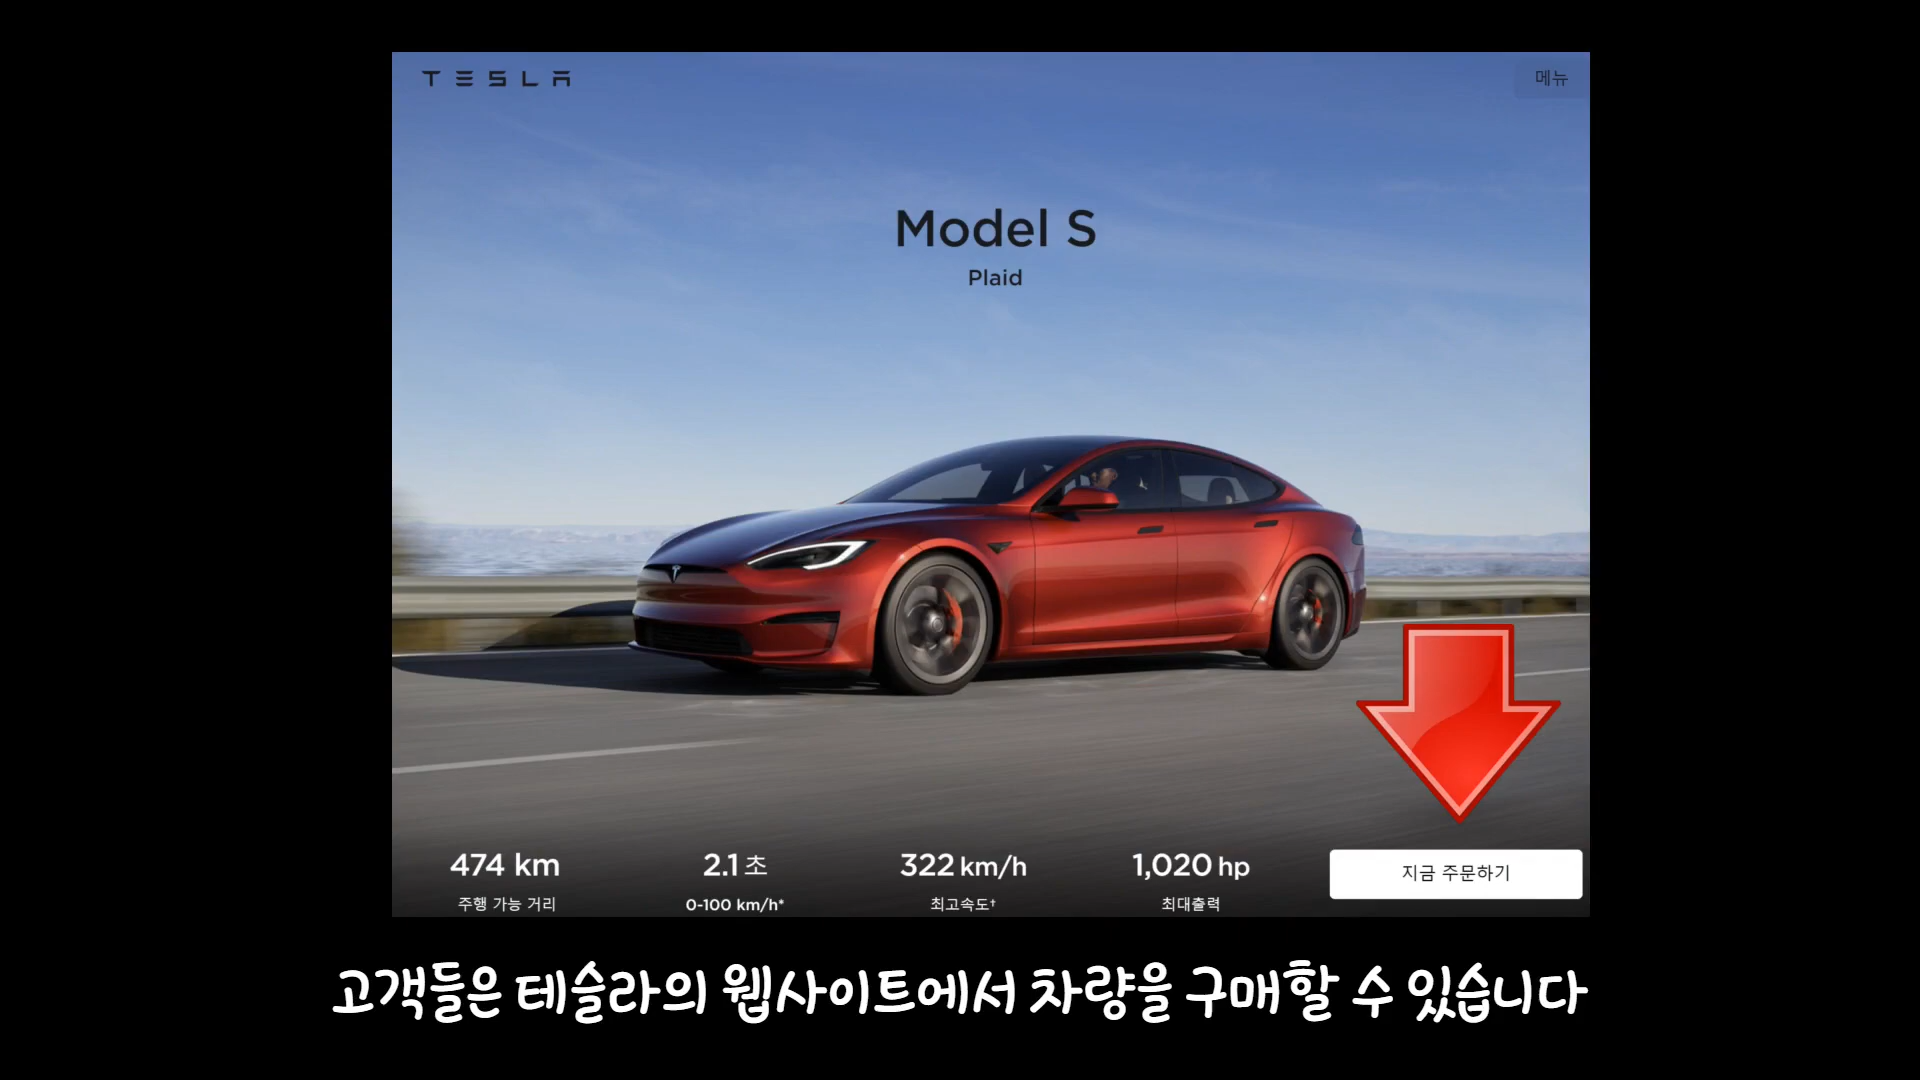 TESLA
메뉴
Model S
Plaid
474 km
주행 가능 거리
2.1 초
0-100 km/h*
322 km/h
최고속도†
1,020 hp
최대출력
지금 주문하기
고객들은 테슬라의 웹사이트에서 차량을 구매할 수 있습니다